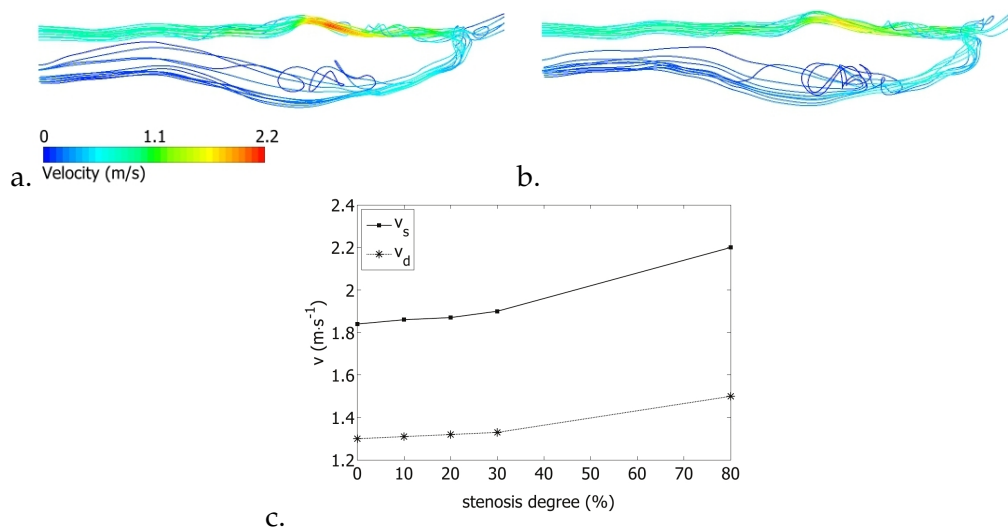 0 1.1 2.2
Velocity (m/s)
a.
b.
2.4
2.2
2
1.8
1.6
1.4
1.2
v (m·s⁻¹)
v_s
v_d
0 10 20 30 40 50 60 70 80
stenosis degree (%)
c.